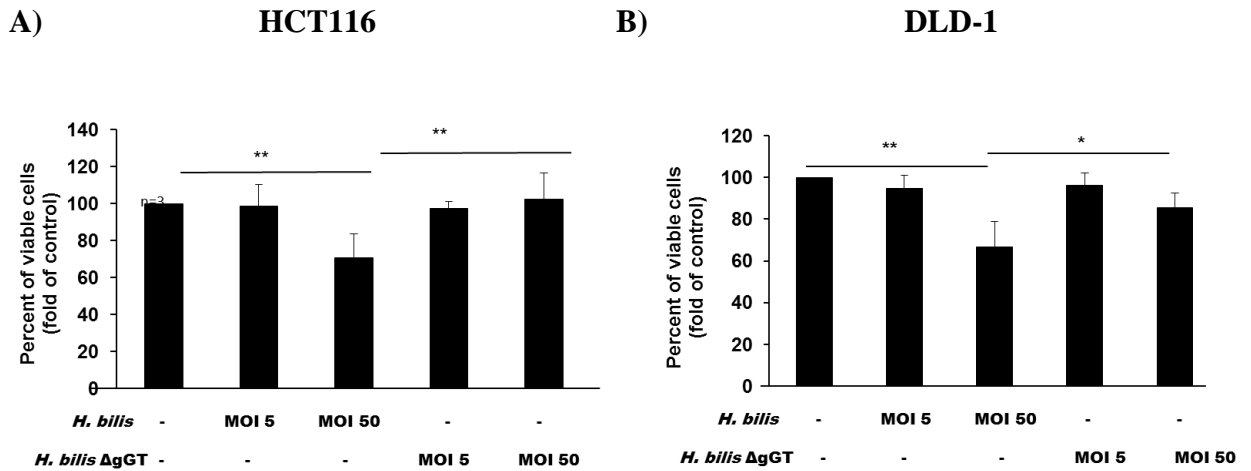 A) HCT116
Percent of viable cells
(fold of control)
140
120
100
80
60
40
20
0
n=3
**
**
H. bilis - MOI 5 MOI 50 - -
H. bilis ΔgGT - - - MOI 5 MOI 50
B) DLD-1
Percent of viable cells
(fold of control)
120
100
80
60
40
20
0
**
*
H. bilis - MOI 5 MOI 50 - -
H. bilis ΔgGT - - - MOI 5 MOI 50